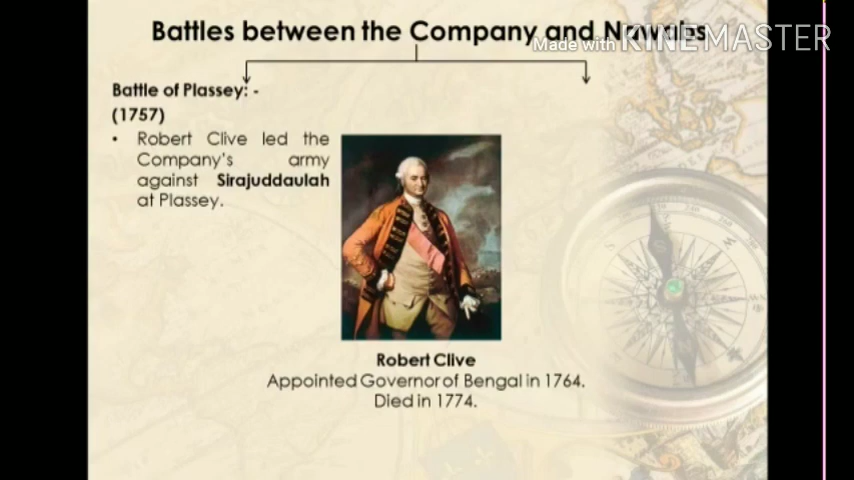 Battles between the Company and Nawabs
Made with KINEMASTER
Battle of Plassey: -
(1757)
• Robert Clive led the
Company's army
against Sirajuddaulah
at Plassey.
Robert Clive
Appointed Governor of Bengal in 1764.
Died in 1774.